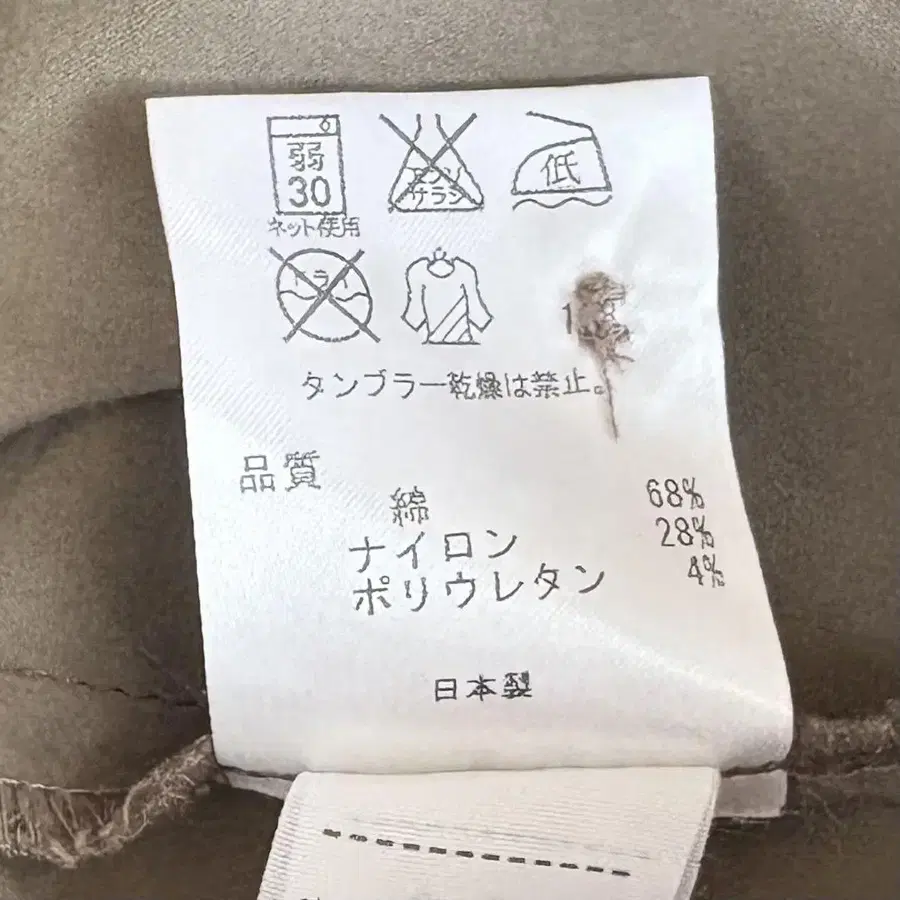 弱
30
ネット使用
エンソ
サラシ
低
ドライ
タンブラー乾燥は禁止。
品質
綿 68%
ナイロン 28%
ポリウレタン 4%
日本製